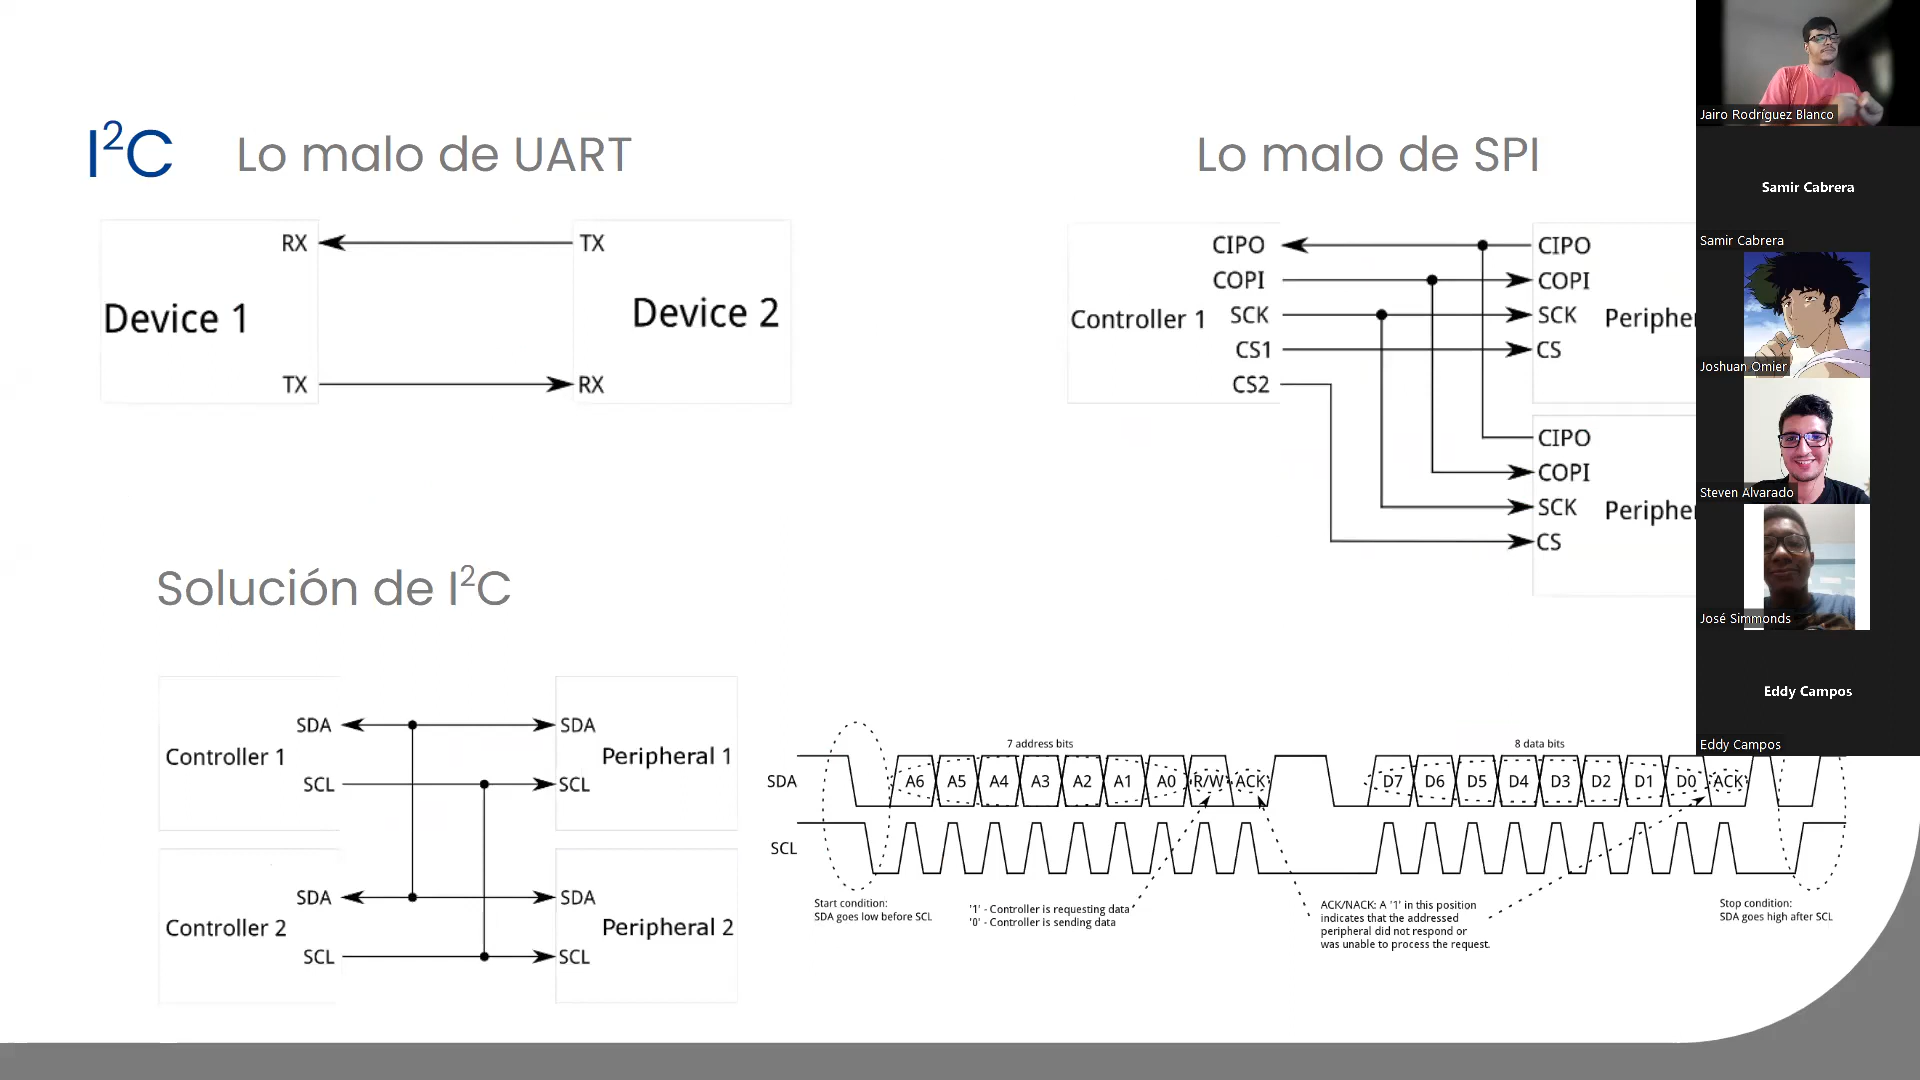 I²C
Lo malo de UART
Lo malo de SPI
RX
TX
Device 1
Device 2
TX
RX
CIPO
COPI
Controller 1
SCK
CS1
CS2
CIPO
COPI
SCK
CS
CIPO
COPI
SCK
CS
Solución de I²C
SDA
SDA
Controller 1
Peripheral 1
SCL
SCL
SDA
SDA
Controller 2
Peripheral 2
SCL
SCL
7 address bits
8 data bits
SDA
A6 A5 A4 A3 A2 A1 A0 R/W ACK
D7 D6 D5 D4 D3 D2 D1 D0 ACK
SCL
Start condition:
SDA goes low before SCL
'1' - Controller is requesting data
'0' - Controller is sending data
ACK/NACK: A '1' in this position
indicates that the addressed
peripheral did not respond or
was unable to process the request.
Stop condition:
SDA goes high after SCL
Jairo Rodríguez Blanco
Samir Cabrera
Samir Cabrera
Joshuan Omier
Steven Alvarado
José Simmonds
Eddy Campos
Eddy Campos